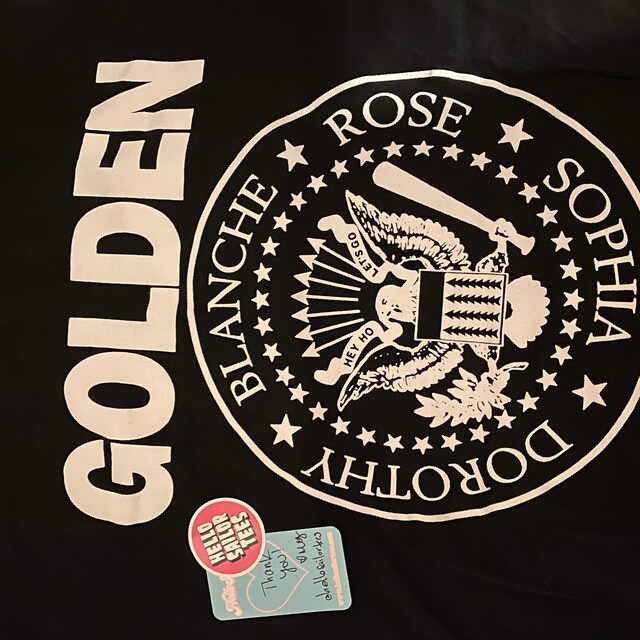 GOLDEN
BLANCHE ROSE SOPHIA DOROTHY
HEY HO
LET'S GO
HELLO
SAILOR
TEES
Thank
you!